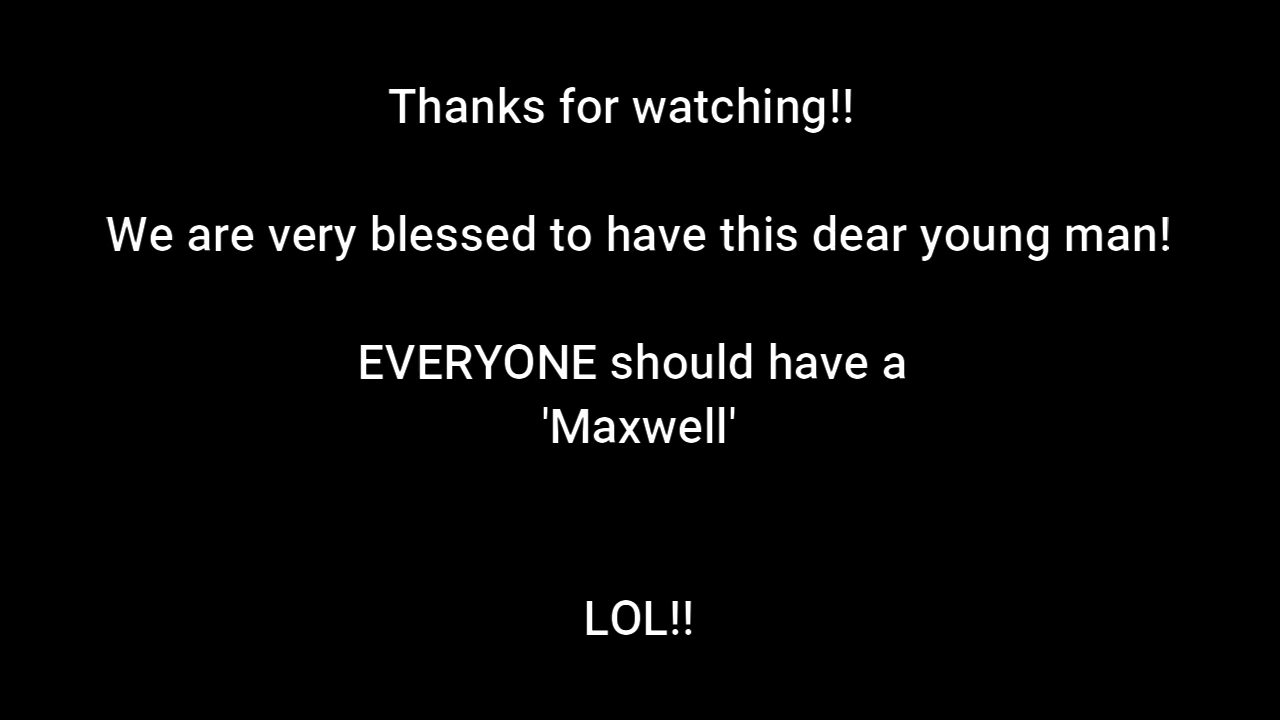 Thanks for watching!!
We are very blessed to have this dear young man!
EVERYONE should have a
'Maxwell'
LOL!!